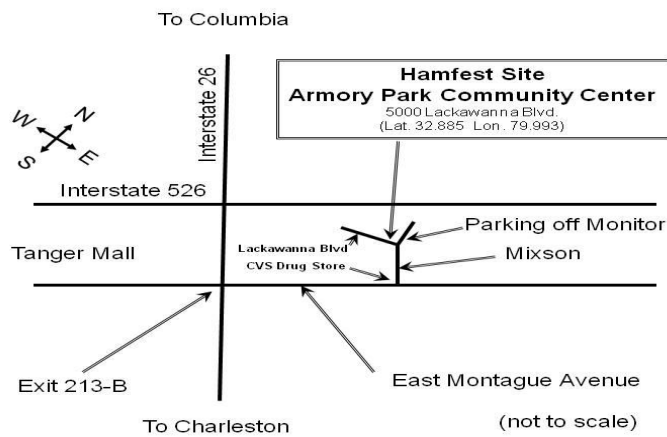 To Columbia
Hamfest Site
Armory Park Community Center
5000 Lackawanna Blvd.
(Lat. 32.885 Lon. 79.993)
Interstate 26
W N
S E
Interstate 526
Tanger Mall
Lackawanna Blvd
CVS Drug Store
Parking off Monitor
Mixson
Exit 213-B
East Montague Avenue
To Charleston
(not to scale)